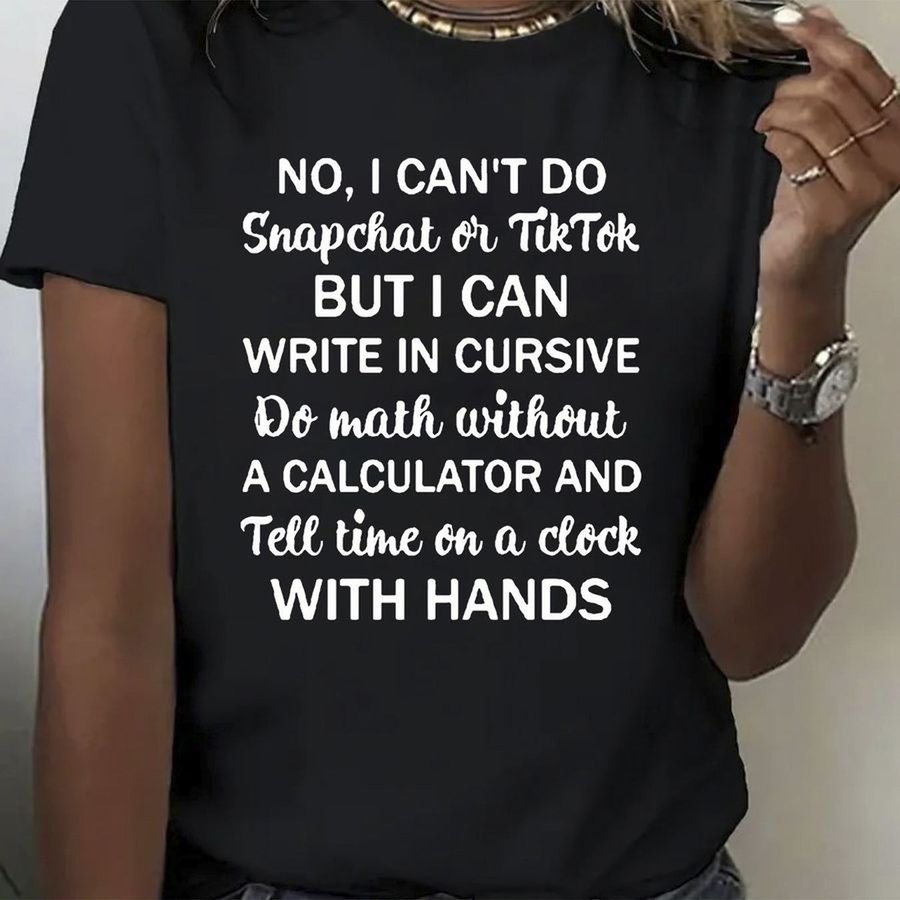 NO, I CAN'T DO
Snapchat or TikTok
BUT I CAN
WRITE IN CURSIVE
Do math without
A CALCULATOR AND
Tell time on a clock
WITH HANDS